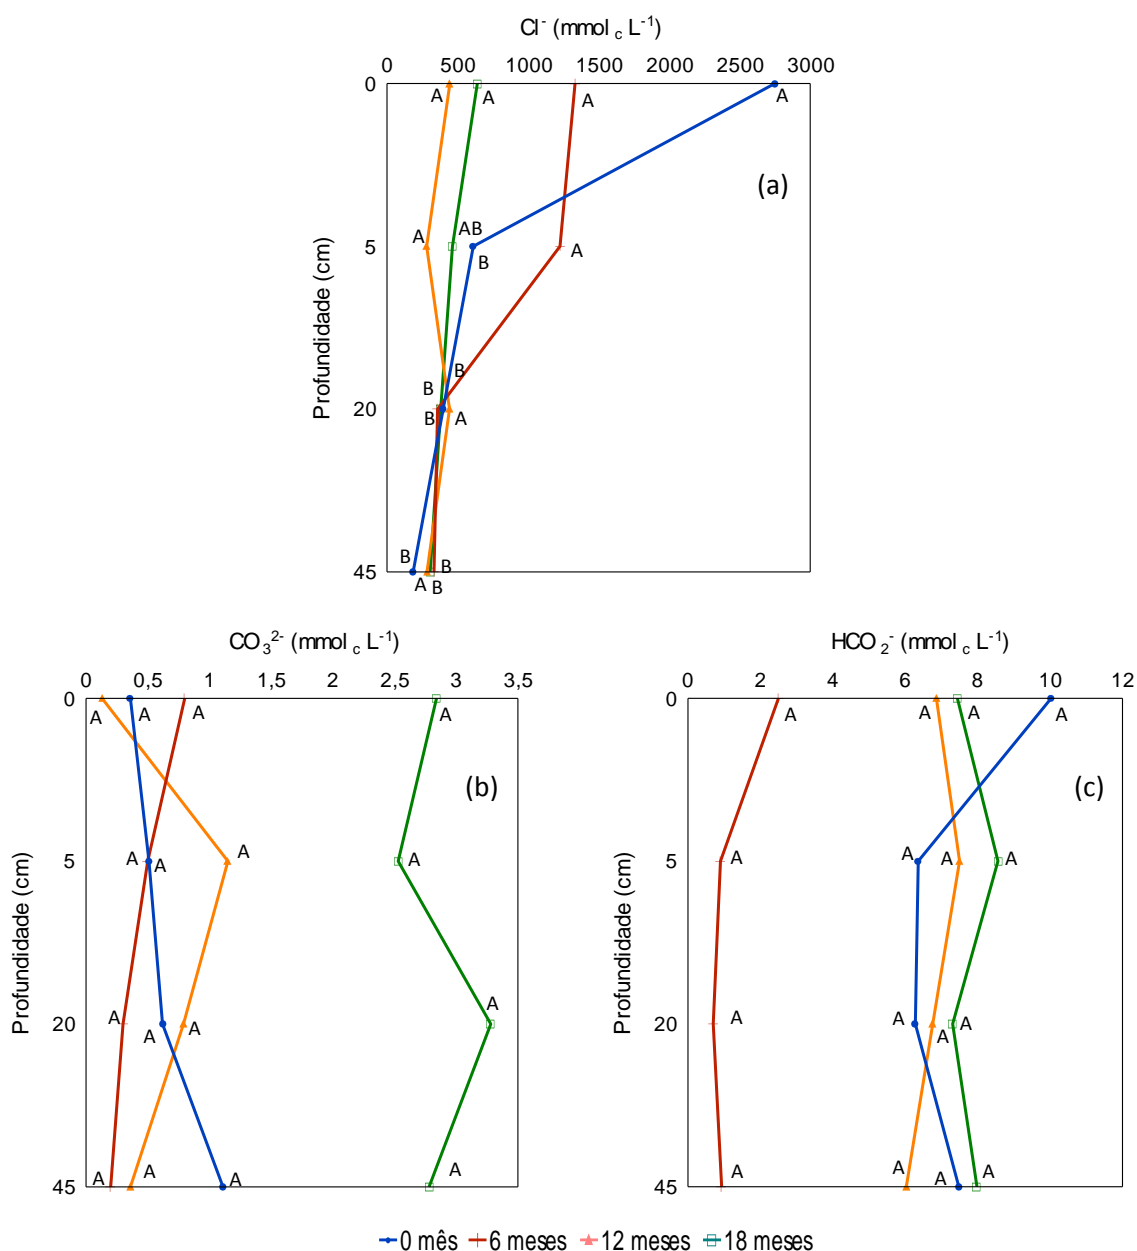 Cl⁻ (mmol c L⁻¹)
0 500 1000 1500 2000 2500 3000
0
A A A A
(a)
Profundidade (cm)
A AB
5
B A
B
B
20
B A
B
B
45
A B
CO₃²⁻ (mmol c L⁻¹)
0 0,5 1 1,5 2 2,5 3 3,5
0
A A A A
(b)
Profundidade (cm)
5
A A A A
20
A A A A
45
A A A A
HCO₂⁻ (mmol c L⁻¹)
0 2 4 6 8 10 12
0
A A A A
(c)
Profundidade (cm)
5
A A A A
20
A A A A
45
A A A A
0 mês 6 meses 12 meses 18 meses